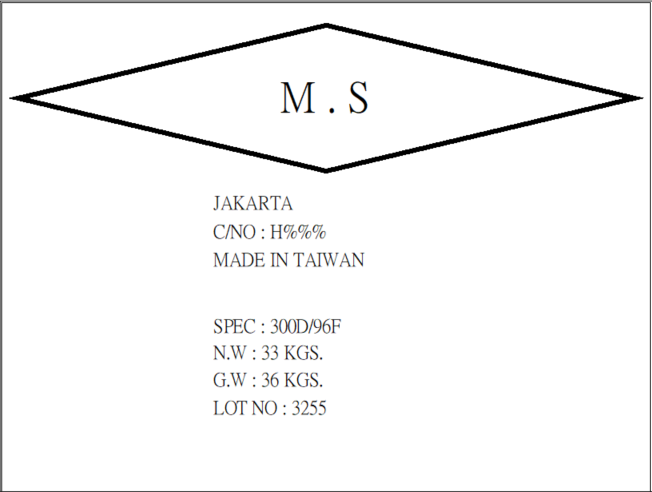 M . S
JAKARTA
C/NO : H%%%
MADE IN TAIWAN
SPEC : 300D/96F
N.W : 33 KGS.
G.W : 36 KGS.
LOT NO : 3255